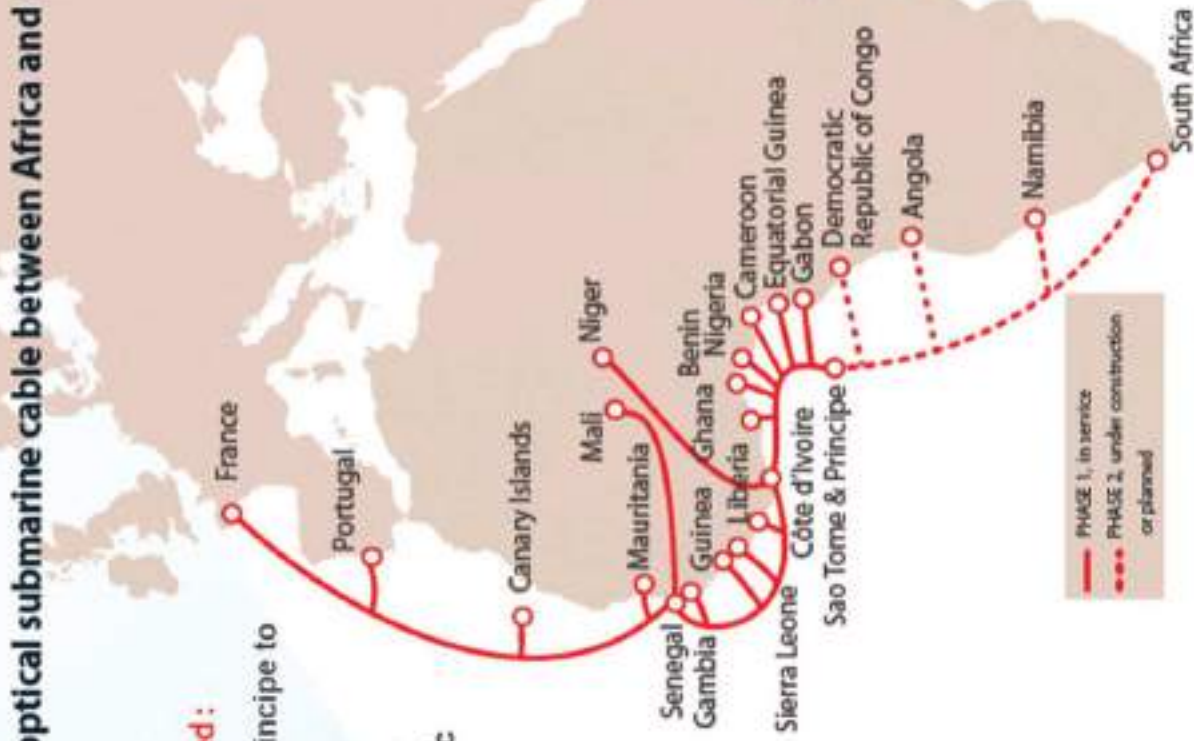 optical submarine cable between Africa and
d :
incipe to
c
France
Portugal
Canary Islands
Niger
Mali
Mauritania
Senegal
Gambia
Guinea
Sierra Leone
Liberia
Côte d'Ivoire
Ghana
Benin
Nigeria
Cameroon
Equatorial Guinea
Gabon
Sao Tome & Principe
Democratic
Republic of Congo
Angola
Namibia
South Africa
PHASE 1, in service
PHASE 2, under construction
or planned